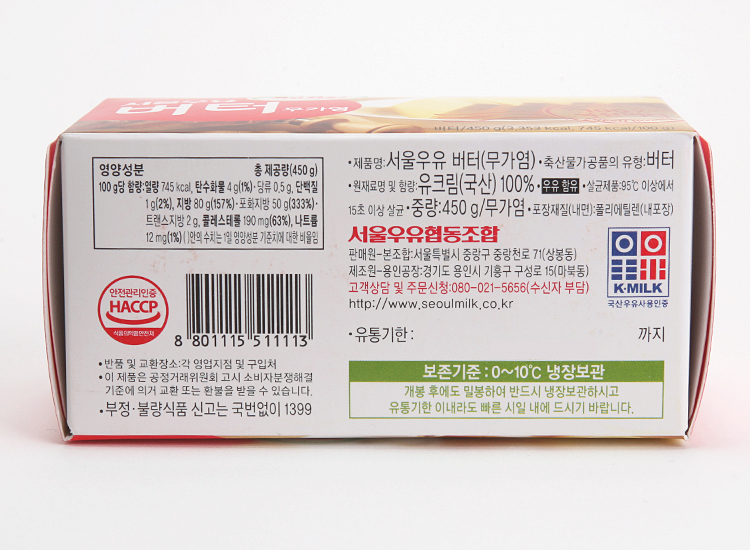 버터 무가염
버터/450 g(3,353 kcal, 745 kcal/100 g)
영양성분 총 제공량(450 g)
100 g당 함량:열량 745 kcal, 탄수화물 4 g(1%)·당류 0.5 g, 단백질
1 g(2%), 지방 80 g(157%)·포화지방 50 g(333%)·
트랜스지방 2 g, 콜레스테롤 190 mg(63%), 나트륨
12 mg(1%) ( )안의 수치는 1일 영양성분 기준치에 대한 비율임
안전관리인증
HACCP
식품의약품안전처
8 801115 511113
• 반품 및 교환장소:각 영업지점 및 구입처
• 이 제품은 공정거래위원회 고시 소비자분쟁해결
기준에 의거 교환 또는 환불을 받을 수 있습니다.
• 부정·불량식품 신고는 국번없이 1399
• 제품명:서울우유 버터(무가염) • 축산물가공품의 유형:버터
• 원재료명 및 함량:유크림(국산) 100% • 우유 함유 • 살균제품:95℃ 이상에서
15초 이상 살균 • 중량:450 g/무가염 • 포장재질(내면):폴리에틸렌(내포장)
서울우유협동조합
판매원-본조합:서울특별시 중랑구 중랑천로 71(상봉동)
제조원-용인공장:경기도 용인시 기흥구 구성로 15(마북동)
고객상담 및 주문신청:080-021-5656(수신자 부담)
http://www.seoulmilk.co.kr
K·MILK
국산우유사용인증
• 유통기한: 까지
보존기준 : 0~10℃ 냉장보관
개봉 후에도 밀봉하여 반드시 냉장보관하시고
유통기한 이내라도 빠른 시일 내에 드시기 바랍니다.